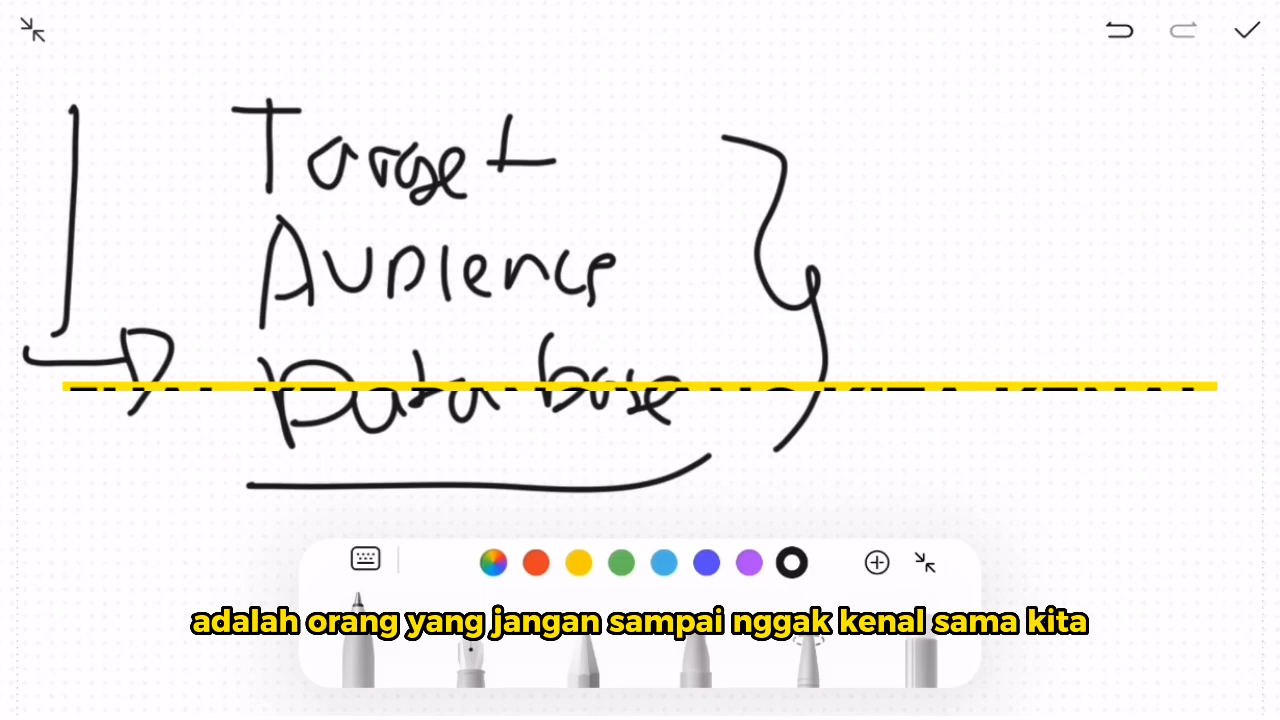 Target
Audience
Database
adalah orang yang jangan sampai nggak kenal sama kita